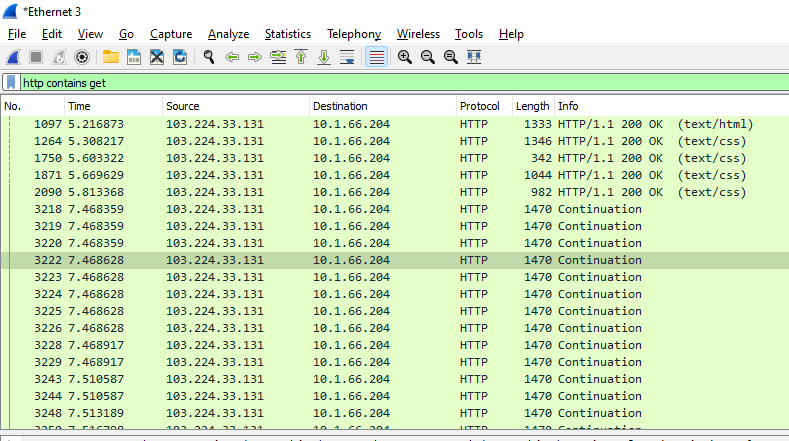 *Ethernet 3
File Edit View Go Capture Analyze Statistics Telephony Wireless Tools Help
http contains get
No. Time Source Destination Protocol Length Info
1097 5.216873 103.224.33.131 10.1.66.204 HTTP 1333 HTTP/1.1 200 OK (text/html)
1264 5.308217 103.224.33.131 10.1.66.204 HTTP 1346 HTTP/1.1 200 OK (text/css)
1750 5.603322 103.224.33.131 10.1.66.204 HTTP 342 HTTP/1.1 200 OK (text/css)
1871 5.669629 103.224.33.131 10.1.66.204 HTTP 1044 HTTP/1.1 200 OK (text/css)
2090 5.813368 103.224.33.131 10.1.66.204 HTTP 982 HTTP/1.1 200 OK (text/css)
3218 7.468359 103.224.33.131 10.1.66.204 HTTP 1470 Continuation
3219 7.468359 103.224.33.131 10.1.66.204 HTTP 1470 Continuation
3220 7.468359 103.224.33.131 10.1.66.204 HTTP 1470 Continuation
3222 7.468628 103.224.33.131 10.1.66.204 HTTP 1470 Continuation
3223 7.468628 103.224.33.131 10.1.66.204 HTTP 1470 Continuation
3224 7.468628 103.224.33.131 10.1.66.204 HTTP 1470 Continuation
3225 7.468628 103.224.33.131 10.1.66.204 HTTP 1470 Continuation
3226 7.468628 103.224.33.131 10.1.66.204 HTTP 1470 Continuation
3228 7.468917 103.224.33.131 10.1.66.204 HTTP 1470 Continuation
3229 7.468917 103.224.33.131 10.1.66.204 HTTP 1470 Continuation
3243 7.510587 103.224.33.131 10.1.66.204 HTTP 1470 Continuation
3244 7.510587 103.224.33.131 10.1.66.204 HTTP 1470 Continuation
3248 7.513189 103.224.33.131 10.1.66.204 HTTP 1470 Continuation
103.224.33.131 10.1.66.204 HTTP 1470 Continuation